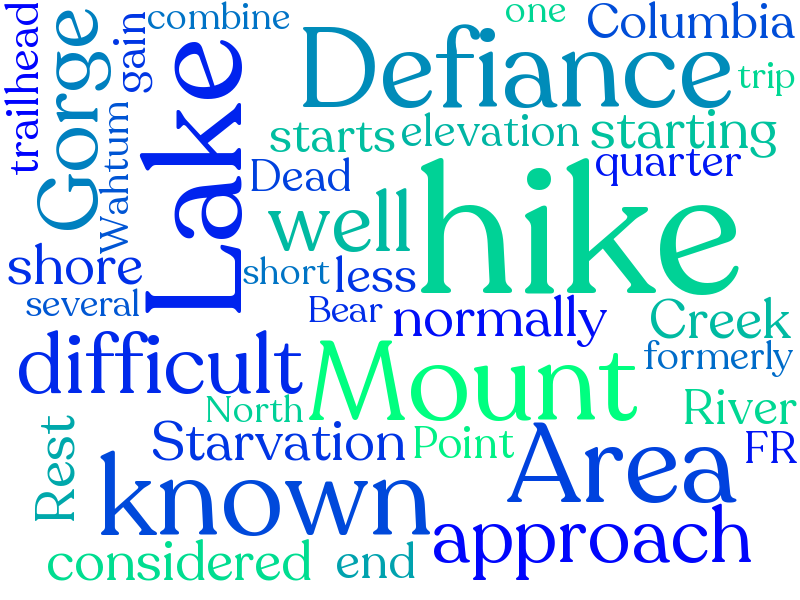 combine
one
Columbia
trailhead
Gorge
gain
Lake
Defiance
trip
starts
elevation
starting
Wahtum
Dead
quarter
well
hike
shore
short
less
several
Bear
normally
Creek
difficult
Mount
formerly
North
River
Rest
Starvation
Point
Area
FR
known
approach
considered
end